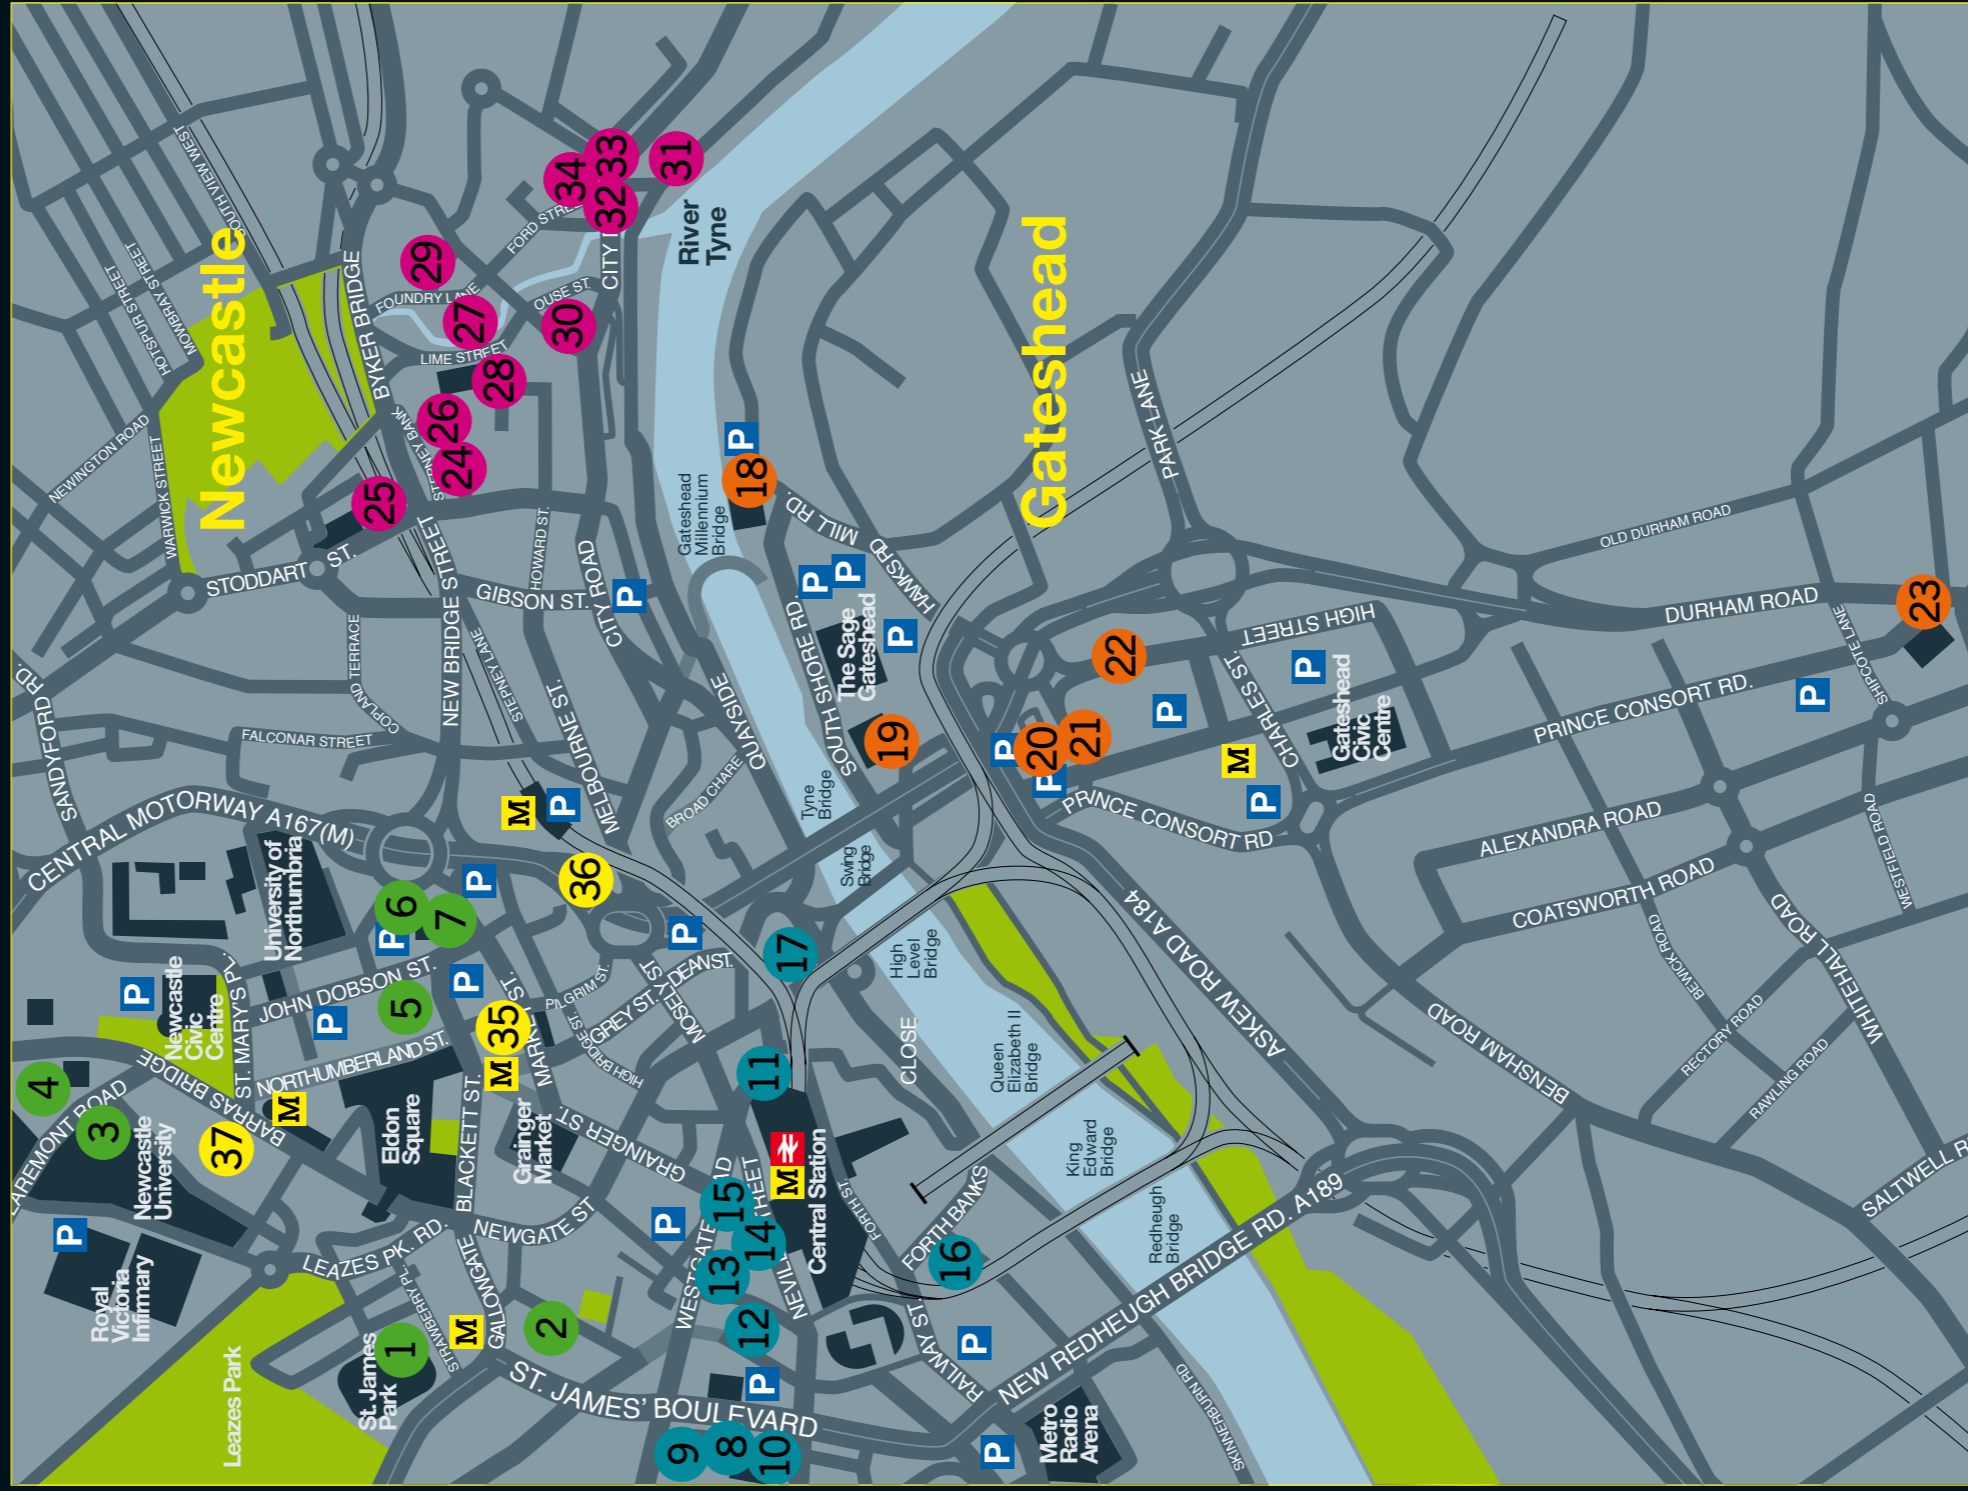 Leazes Park
Royal
Victoria
Infirmary
P
Newcastle
University
3
4
37
BARRAS BRIDGE
Newcastle
Civic
Centre
P
ST. MARY'S PL.
University of
Northumbria
CENTRAL MOTORWAY A167(M)
SANDYFORD RD.
FALCONAR STREET
COPLAND TERRACE
STODDART ST.
WARWICK STREET
NEWINGTON ROAD
HOTSPUR STREET
MOWBRAY STREET
SOUTH VIEW WEST
Newcastle
St. James
Park
1
STRAWBERRY PL.
LEAZES PK. RD.
Eldon
Square
M
NORTHUMBERLAND ST.
JOHN DOBSON ST.
P
5
P
6
7
P
P
NEW BRIDGE STREET
25
BYKER BRIDGE
STEPNEY BANK
24
26
28
LIME STREET
27
FOUNDRY LANE
29
FORD STREET
OUSE ST.
30
34
32
33
31
M
GALLOWGATE
NEWGATE ST
BLACKETT ST.
2
Grainger
Market
M
35
MARKET ST.
PILGRIM ST.
HIGH BRIDGE ST.
GREY ST.
GRAINGER ST.
MOSELY ST
DEAN ST.
P
36
M
P
MELBOURNE ST.
STEPNEY LANE
GIBSON ST.
HOWARD ST.
CITY ROAD
P
BROAD CHARE
QUAYSIDE
ST. JAMES' BOULEVARD
9
8
10
P
WESTGATE
12
13
14
15
P
11
M
Central Station
17
FORTH ST.
FORTH BANKS
16
RAILWAY ST.
P
P
Metro
Radio
Arena
NEW REDHEUGH BRIDGE RD. A189
SKINNERBURN RD
CLOSE
Redheugh
Bridge
King
Edward
Bridge
Queen
Elizabeth II
Bridge
High
Level
Bridge
Swing
Bridge
Tyne
Bridge
Gateshead
Millennium
Bridge
River
Tyne
P
18
MILL RD.
SOUTH SHORE RD.
HAWKS RD
P
P
P
The Sage
Gateshead
19
Gateshead
P
20
P
21
22
P
M
P
P
PRINCE CONSORT RD
CHARLES ST.
HIGH STREET
Gateshead
Civic
Centre
PARK LANE
ASKEW ROAD A184
BENSHAM ROAD
COATSWORTH ROAD
ALEXANDRA ROAD
PRINCE CONSORT RD.
DURHAM ROAD
OLD DURHAM ROAD
P
SHIPCOTE LANE
23
WESTFIELD ROAD
WHITEHALL ROAD
BEWICK ROAD
RECTORY ROAD
RAWLING ROAD